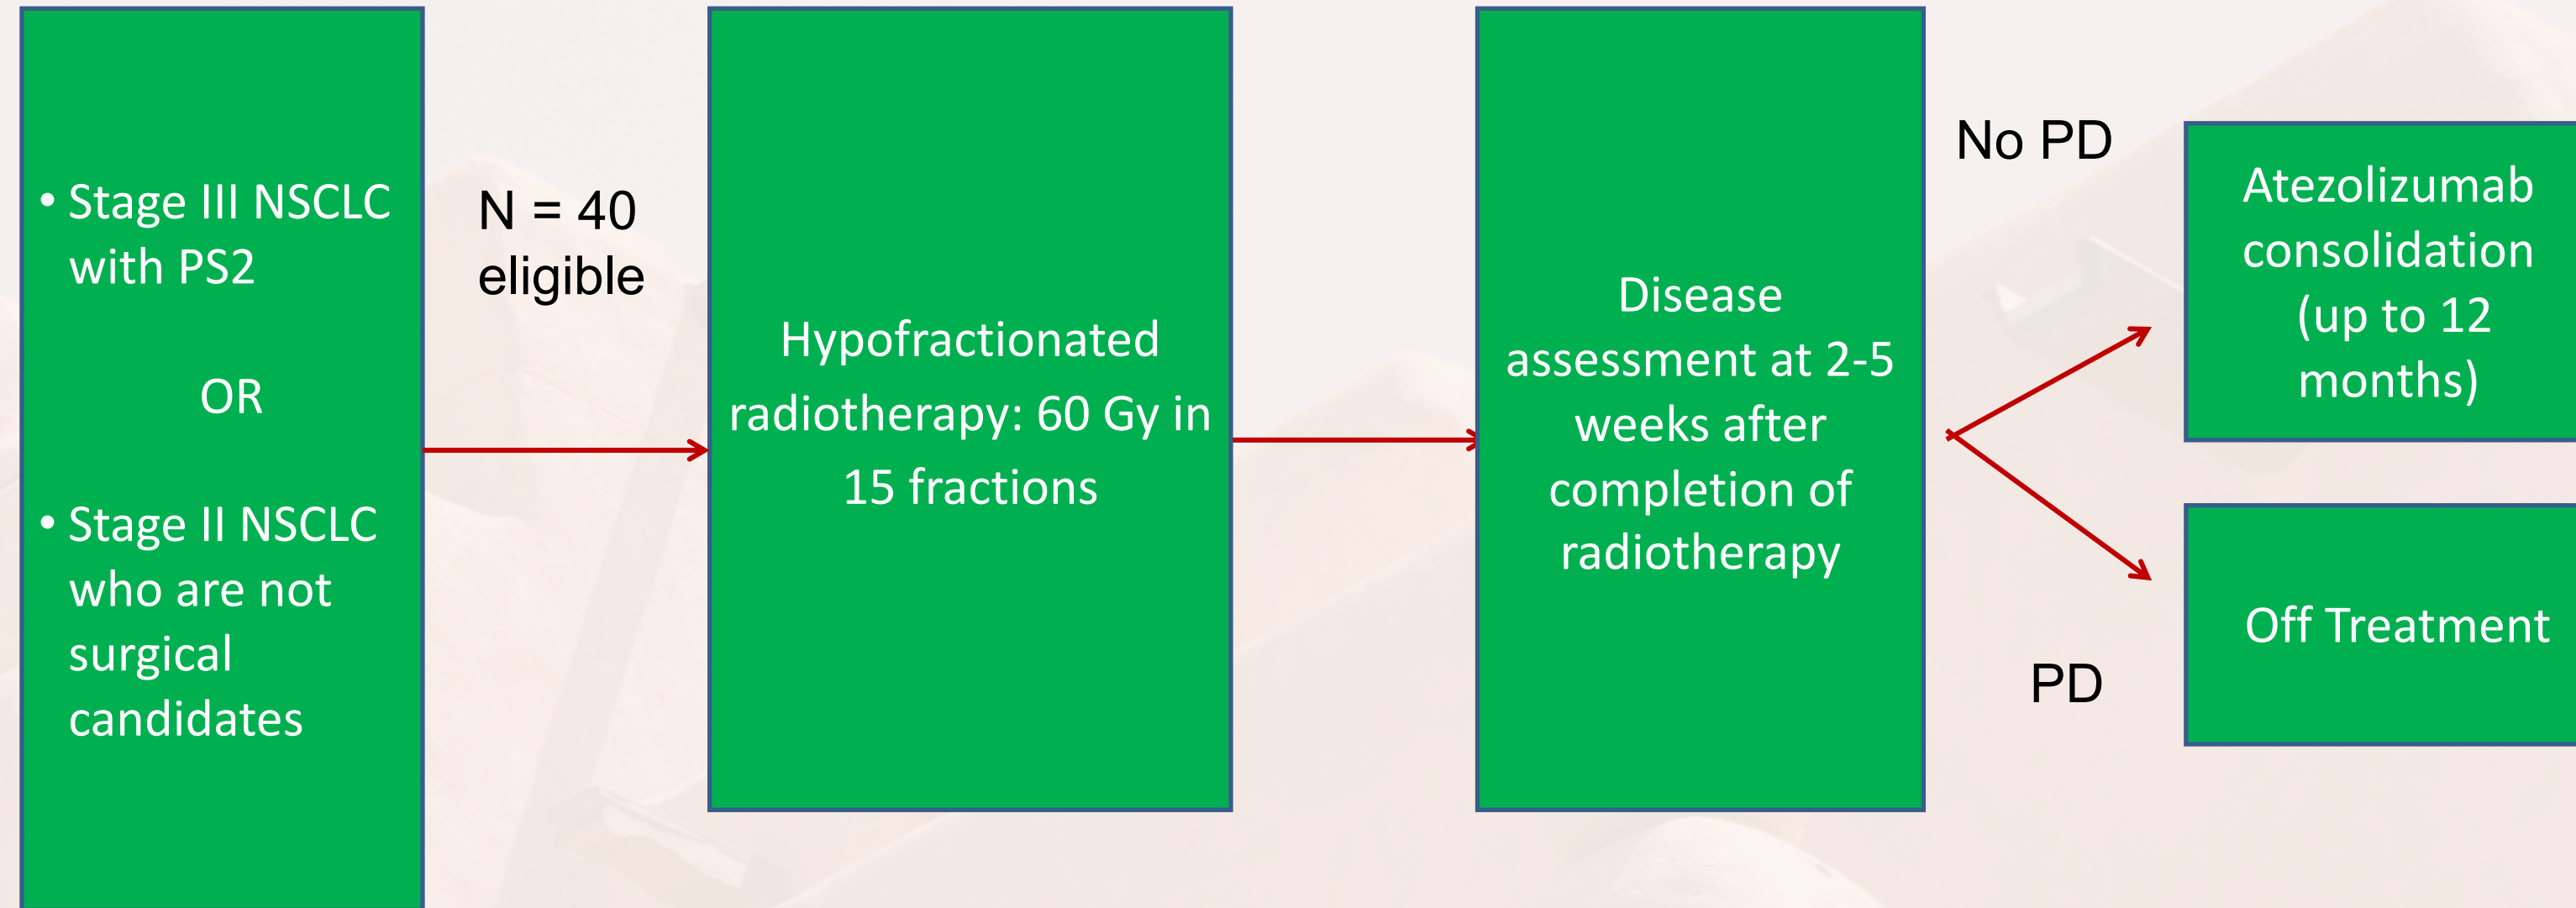 • Stage III NSCLC
with PS2
OR
• Stage II NSCLC
who are not
surgical
candidates
N = 40
eligible
Hypofractionated
radiotherapy: 60 Gy in
15 fractions
Disease
assessment at 2-5
weeks after
completion of
radiotherapy
No PD
Atezolizumab
consolidation
(up to 12
months)
PD
Off Treatment